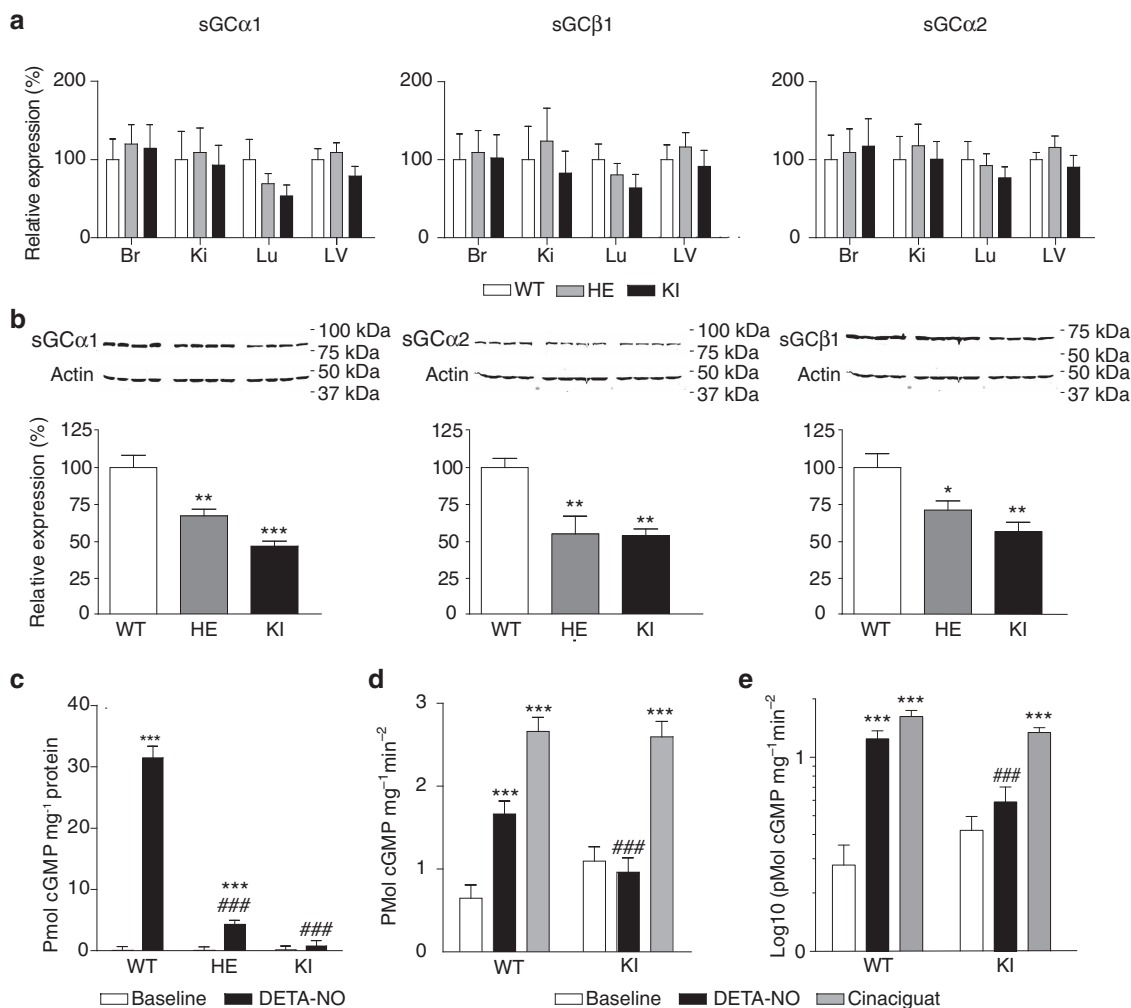 a
sGCα1 sGCβ1 sGCα2
Relative expression (%)
200
100
0
Br Ki Lu LV
200
100
0
Br Ki Lu LV
200
100
0
Br Ki Lu LV
WT HE KI
b
sGCα1
Actin
-100 kDa
-75 kDa
-50 kDa
-37 kDa
sGCα2
Actin
-100 kDa
-75 kDa
-50 kDa
-37 kDa
sGCβ1
Actin
-75 kDa
-50 kDa
-50 kDa
-37 kDa
Relative expression (%)
125
100
75
50
25
0
**
***
WT HE KI
125
100
75
50
25
0
**
**
WT HE KI
125
100
75
50
25
0
*
**
WT HE KI
c
Pmol cGMP mg⁻¹ protein
40
30
20
10
0
***
***
###
###
WT HE KI
Baseline DETA-NO
d
PMol cGMP mg⁻¹min⁻²
3
2
1
0
***
***
###
***
WT KI
e
Log10 (pMol cGMP mg⁻¹min⁻²
1
0
***
***
###
***
WT KI
Baseline DETA-NO Cinaciguat